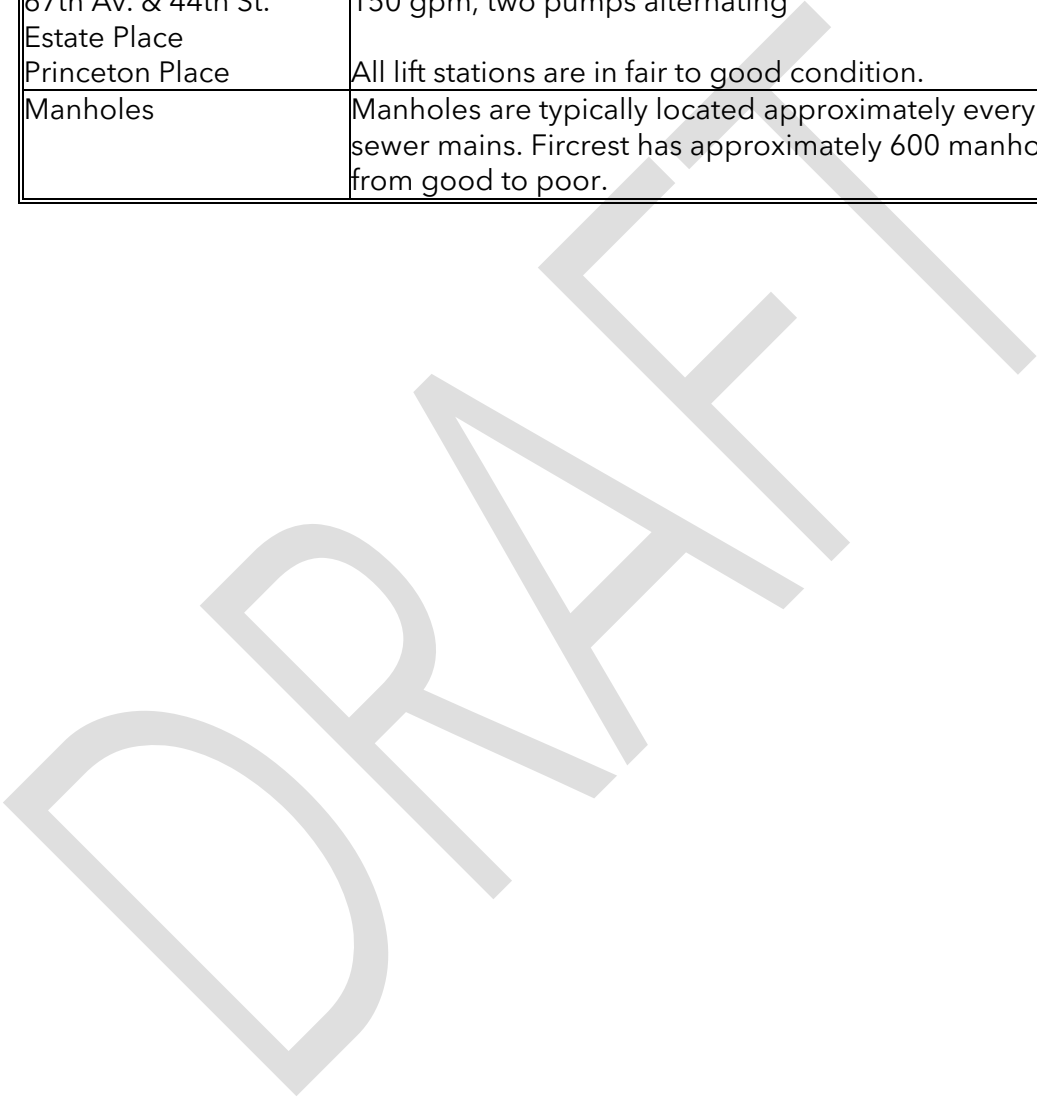 67th Av. & 44th St. 150 gpm, two pumps alternating
Estate Place
Princeton Place All lift stations are in fair to good condition.
Manholes Manholes are typically located approximately every
sewer mains. Fircrest has approximately 600
from good to poor.
DRAFT